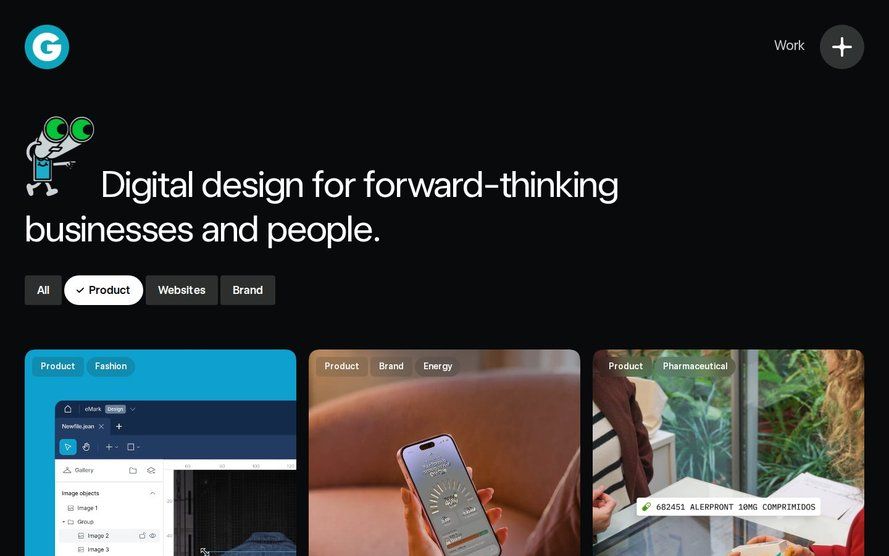 G
Work
Digital design for forward-thinking
businesses and people.
All Product Websites Brand
Product Fashion
Product Brand Energy
Product Pharmaceutical
eMark Design
Newfile.jean
Gallery
Image objects
Image 1
Group
Image 2
Image 3
682451 ALERPRONT 10MG COMPRIMIDOS